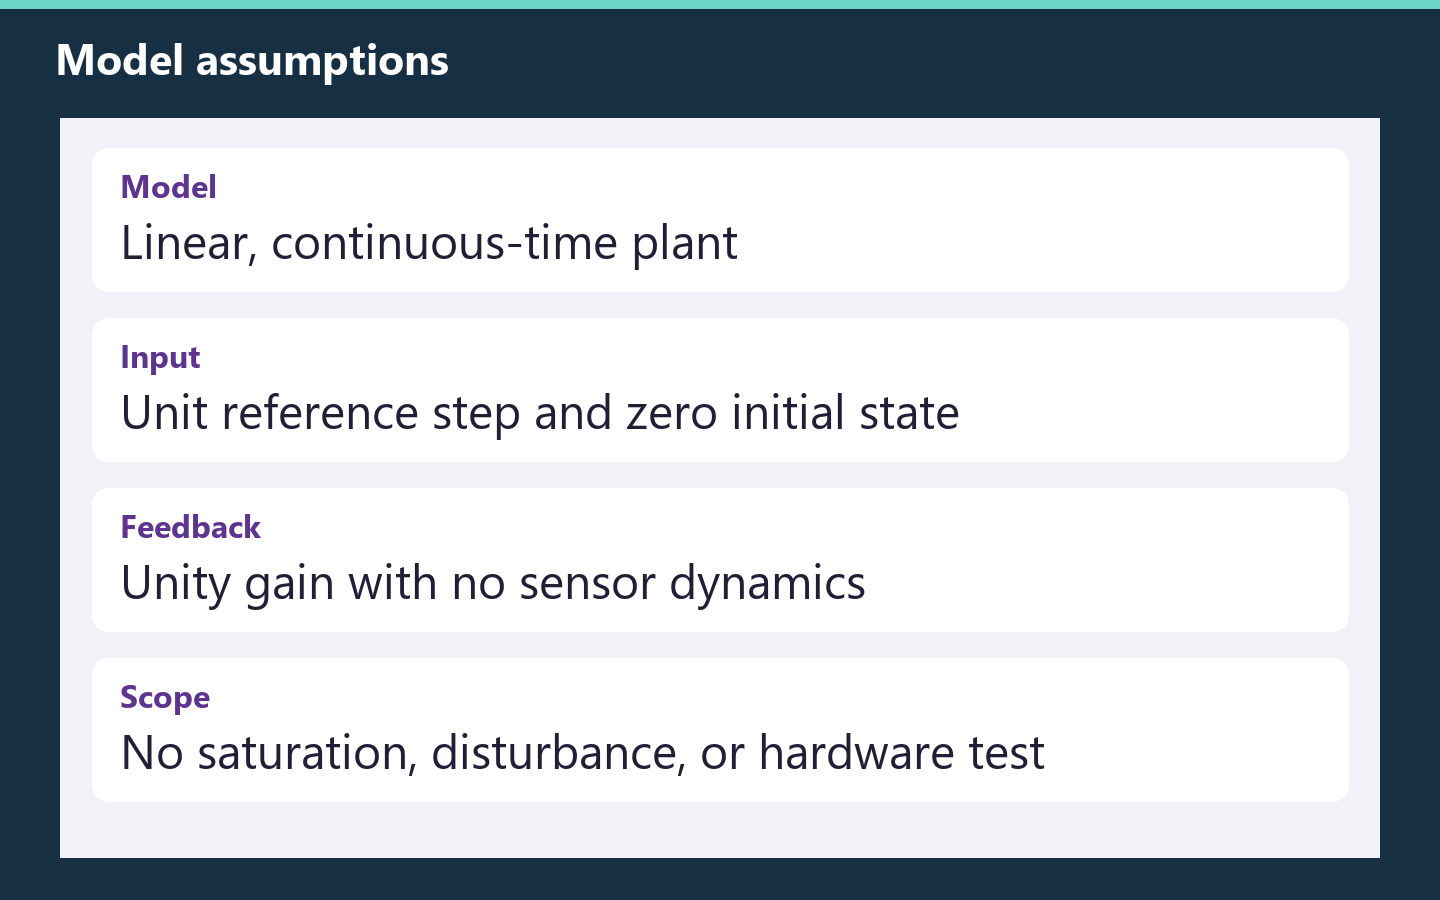 Model assumptions
Model
Linear, continuous-time plant
Input
Unit reference step and zero initial state
Feedback
Unity gain with no sensor dynamics
Scope
No saturation, disturbance, or hardware test